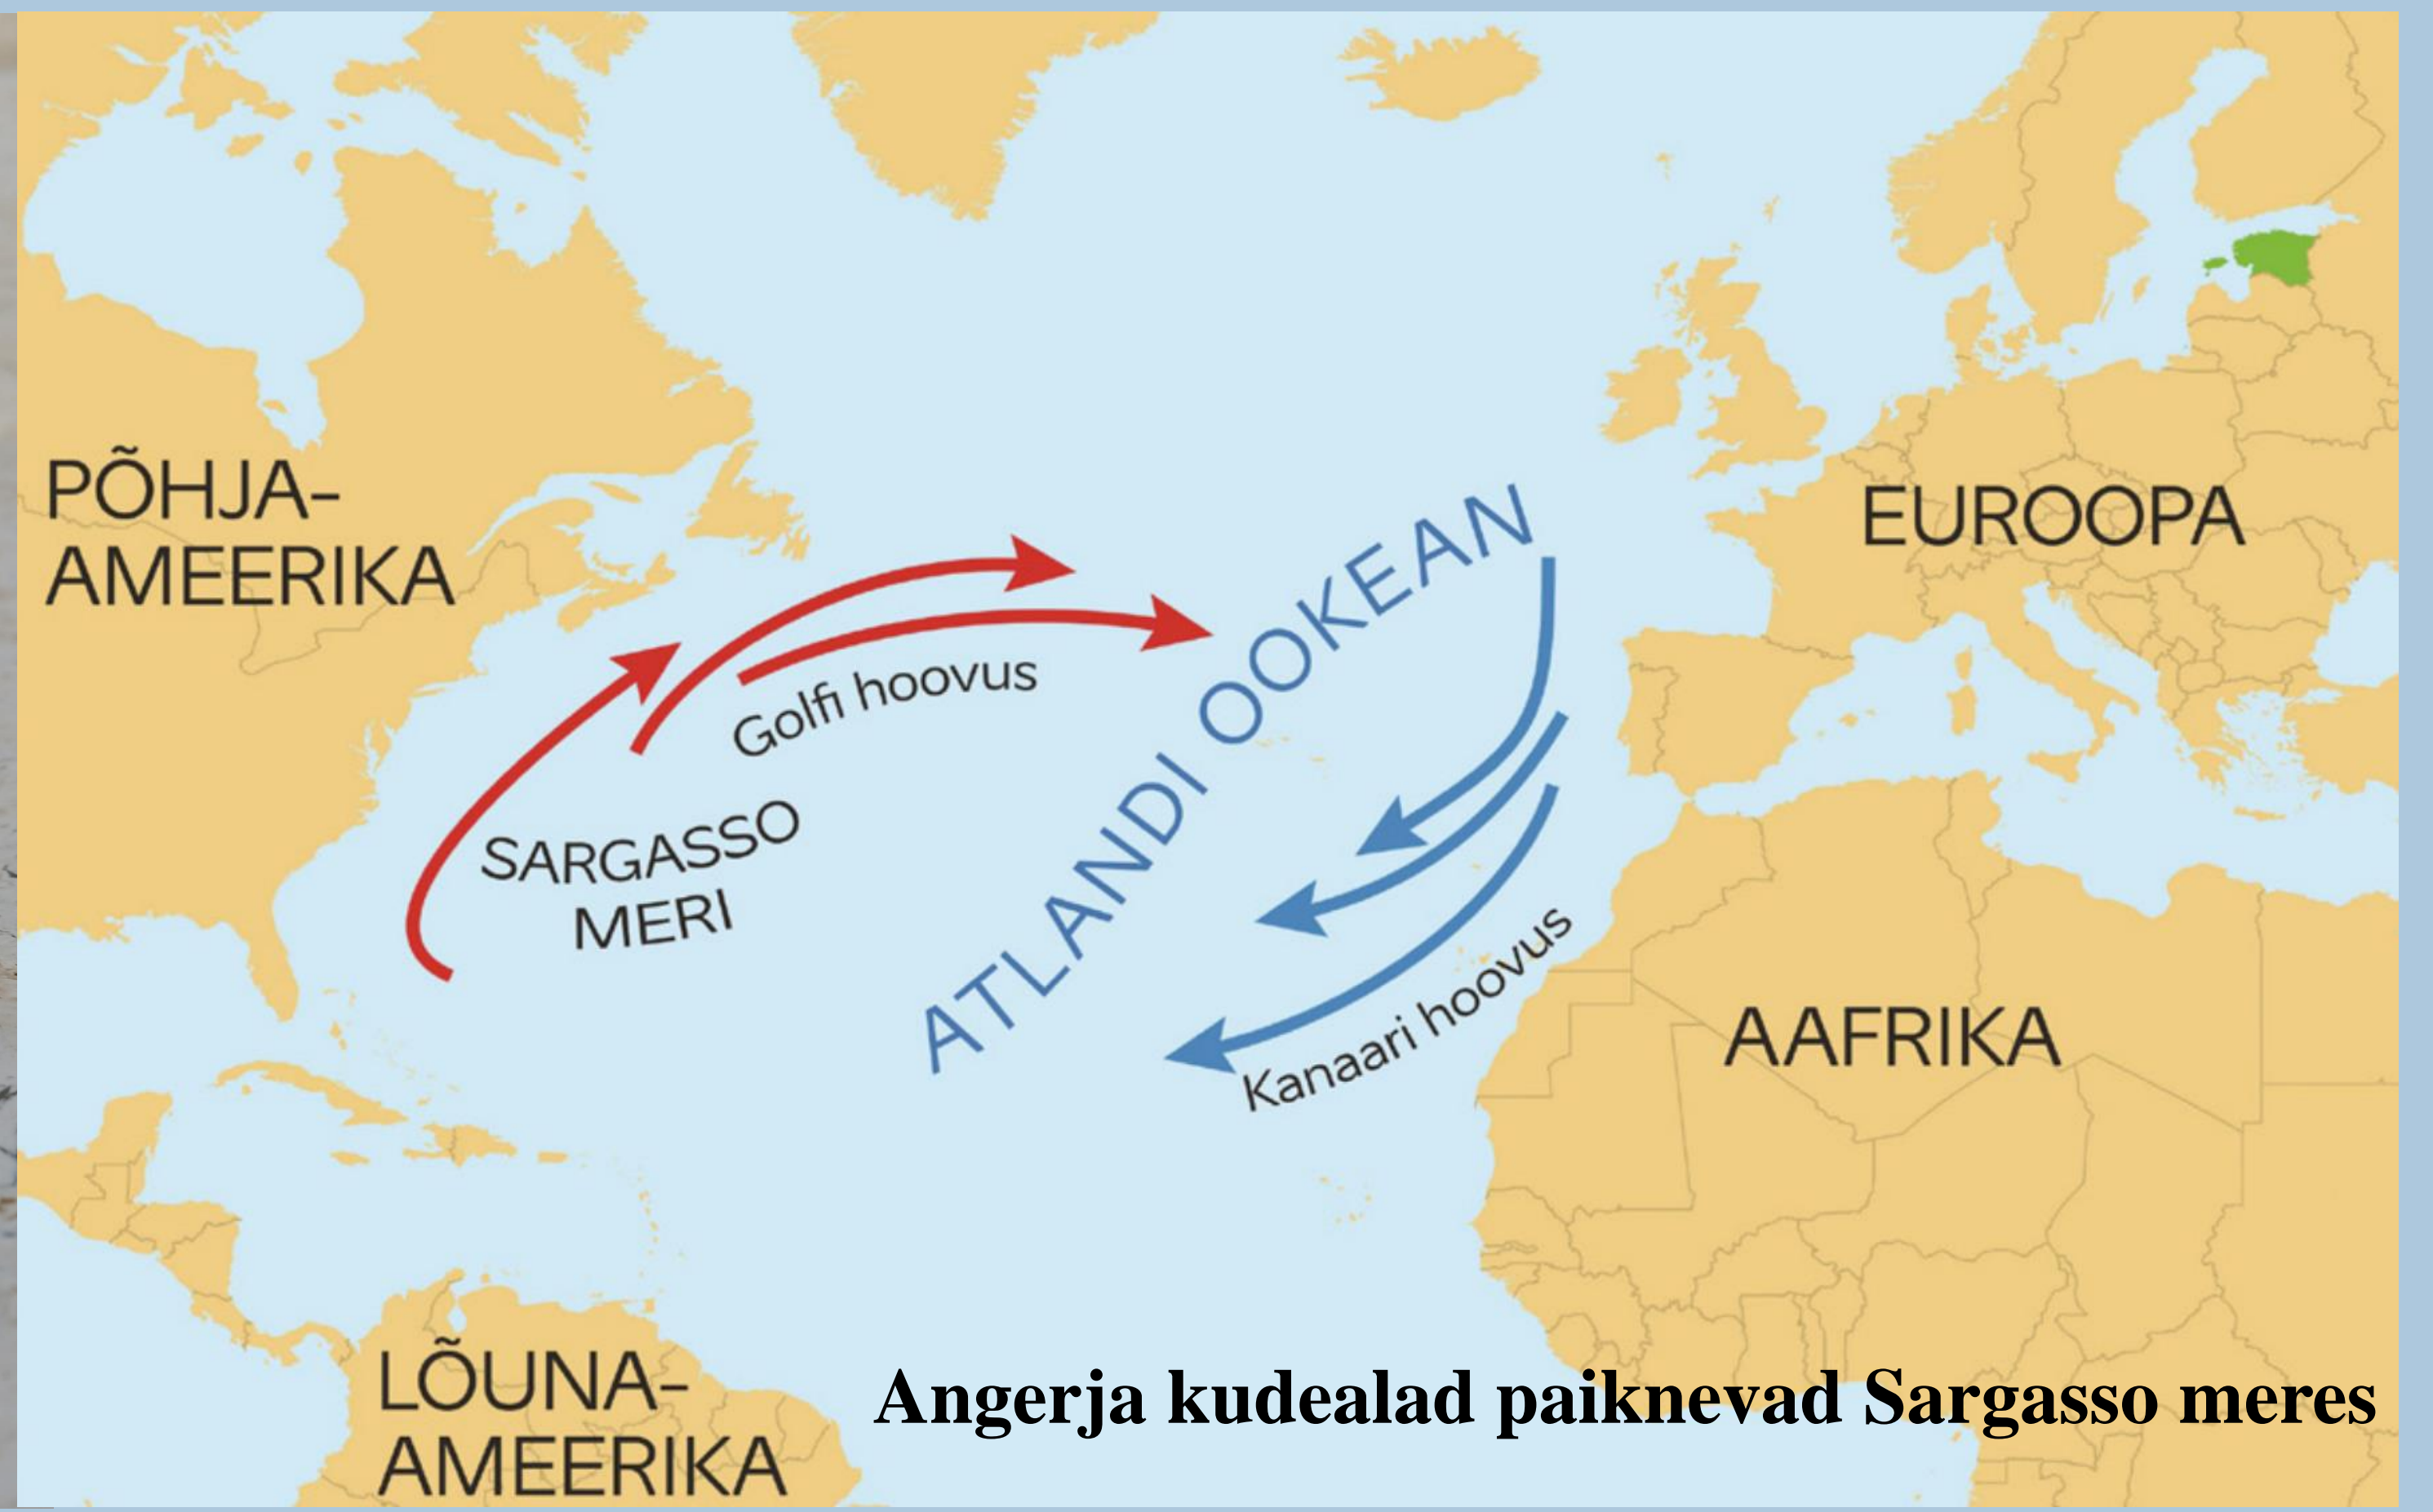 PÕHJA-
AMEERIKA
EUROOPA
ATLANDI OOKEAN
Golfi hoovus
SARGASSO
MERI
Kanaari hoovus
AAFRIKA
LÕUNA-
AMEERIKA
Angerja kudealad paiknevad Sargasso meres